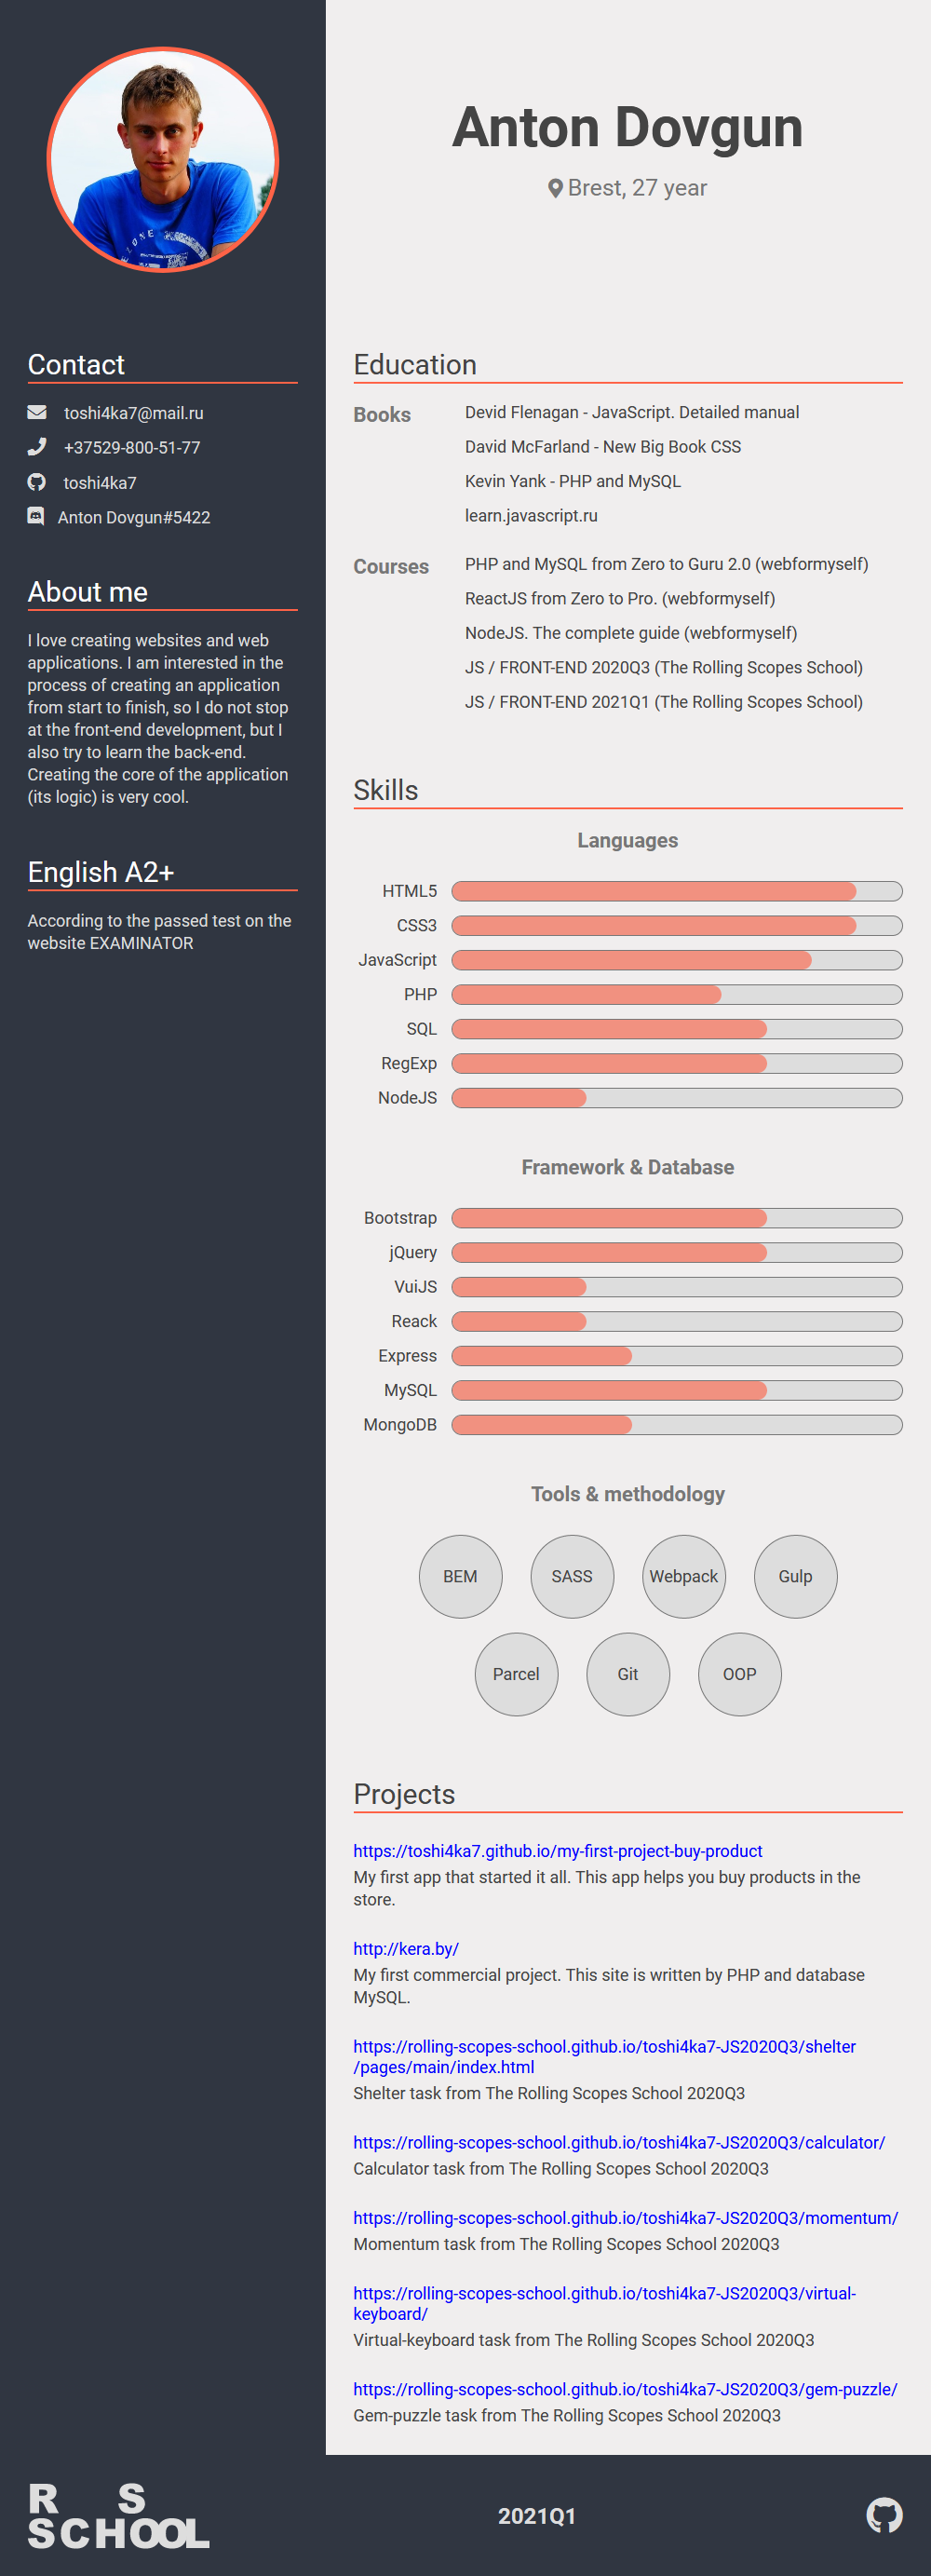 Anton Dovgun
Brest, 27 year
Contact
toshi4ka7@mail.ru
+37529-800-51-77
toshi4ka7
Anton Dovgun#5422
About me
I love creating websites and web
applications. I am interested in the
process of creating an application
from start to finish, so I do not stop
at the front-end development, but I
also try to learn the back-end.
Creating the core of the application
(its logic) is very cool.
English A2+
According to the passed test on the
website EXAMINATOR
Education
Books
Devid Flenagan - JavaScript. Detailed manual
David McFarland - New Big Book CSS
Kevin Yank - PHP and MySQL
learn.javascript.ru
Courses
PHP and MySQL from Zero to Guru 2.0 (webformyself)
ReactJS from Zero to Pro. (webformyself)
NodeJS. The complete guide (webformyself)
JS / FRONT-END 2020Q3 (The Rolling Scopes School)
JS / FRONT-END 2021Q1 (The Rolling Scopes School)
Skills
Languages
HTML5
CSS3
JavaScript
PHP
SQL
RegExp
NodeJS
Framework & Database
Bootstrap
jQuery
VuiJS
Reack
Express
MySQL
MongoDB
Tools & methodology
BEM
SASS
Webpack
Gulp
Parcel
Git
OOP
Projects
https://toshi4ka7.github.io/my-first-project-buy-product
My first app that started it all. This app helps you buy products in the
store.
http://kera.by/
My first commercial project. This site is written by PHP and database
MySQL.
https://rolling-scopes-school.github.io/toshi4ka7-JS2020Q3/shelter
/pages/main/index.html
Shelter task from The Rolling Scopes School 2020Q3
https://rolling-scopes-school.github.io/toshi4ka7-JS2020Q3/calculator/
Calculator task from The Rolling Scopes School 2020Q3
https://rolling-scopes-school.github.io/toshi4ka7-JS2020Q3/momentum/
Momentum task from The Rolling Scopes School 2020Q3
https://rolling-scopes-school.github.io/toshi4ka7-JS2020Q3/virtual-
keyboard/
Virtual-keyboard task from The Rolling Scopes School 2020Q3
https://rolling-scopes-school.github.io/toshi4ka7-JS2020Q3/gem-puzzle/
Gem-puzzle task from The Rolling Scopes School 2020Q3
R S
SCHOOL
2021Q1